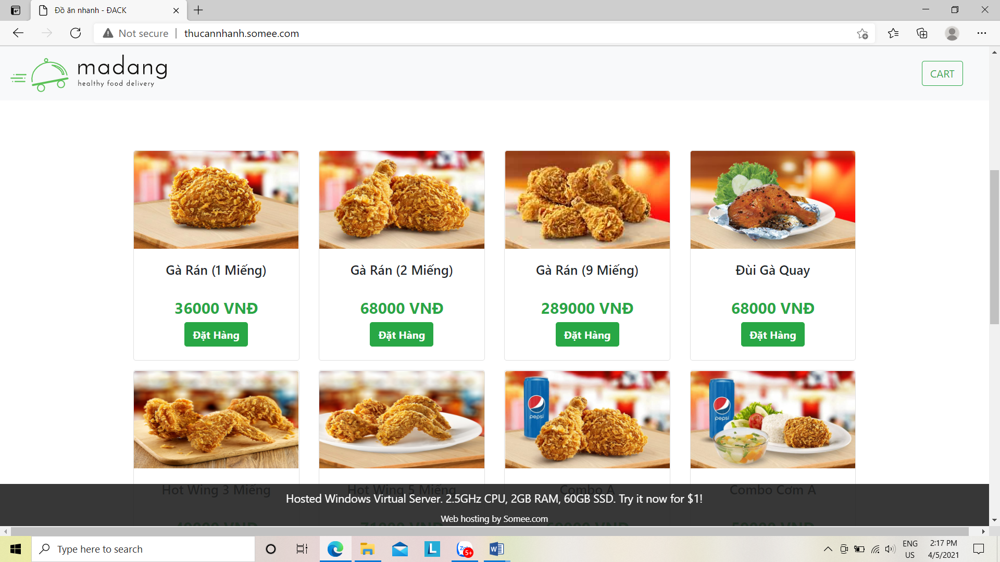 Đồ ăn nhanh - ĐACK
Not secure
thucannhanh.somee.com
madang
healthy food delivery
CART
Gà Rán (1 Miếng)
Gà Rán (2 Miếng)
Gà Rán (9 Miếng)
Đùi Gà Quay
36000 VNĐ
68000 VNĐ
289000 VNĐ
68000 VNĐ
Đặt Hàng
Đặt Hàng
Đặt Hàng
Đặt Hàng
pepsi
pepsi
Hot Wing 3 Miếng
Hot Wing 5 Miếng
Combo A
Combo Cơm A
Hosted Windows Virtual Server. 2.5GHz CPU, 2GB RAM, 60GB SSD. Try it now for $1!
Web hosting by Somee.com
Type here to search
5+
ENG
US
2:17 PM
4/5/2021